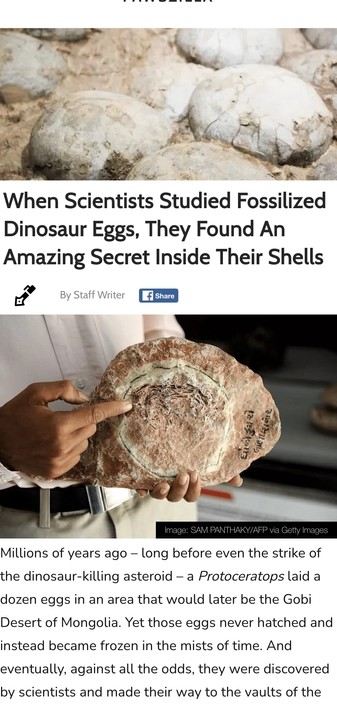 When Scientists Studied Fossilized
Dinosaur Eggs, They Found An
Amazing Secret Inside Their Shells
By Staff Writer
Share
Image: SAM PANTHAKY/AFP via Getty Images
Millions of years ago – long before even the strike of
the dinosaur-killing asteroid – a Protoceratops laid a
dozen eggs in an area that would later be the Gobi
Desert of Mongolia. Yet those eggs never hatched and
instead became frozen in the mists of time. And
eventually, against all the odds, they were discovered
by scientists and made their way to the vaults of the